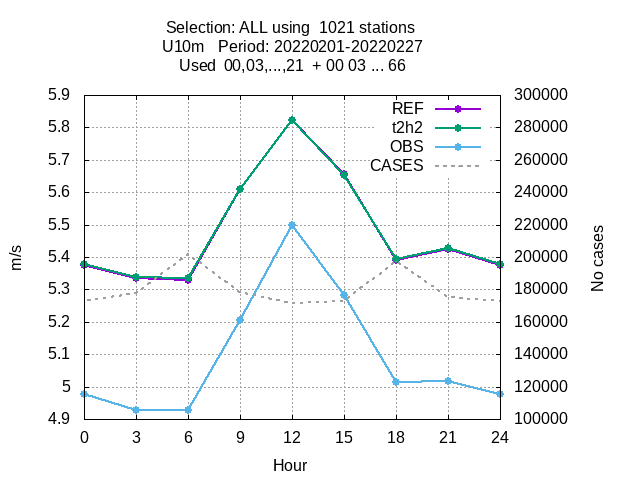 Selection: ALL using  1021 stations
U10m   Period: 20220201-20220227
Used  00,03,...,21  + 00 03 ... 66
5.9
5.8
5.7
5.6
5.5
5.4
5.3
5.2
5.1
5
4.9
m/s
REF
t2h2
OBS
CASES
300000
280000
260000
240000
220000
200000
180000
160000
140000
120000
100000
No cases
0 3 6 9 12 15 18 21 24
Hour